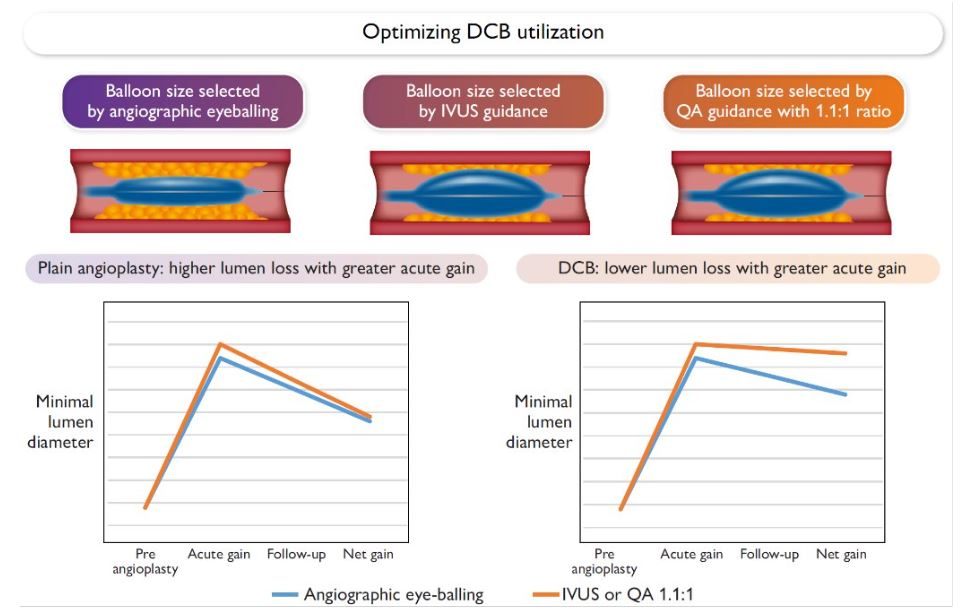 Optimizing DCB utilization
Balloon size selected
by angiographic eyeballing
Balloon size selected
by IVUS guidance
Balloon size selected by
QA guidance with 1.1:1 ratio
Plain angioplasty: higher lumen loss with greater acute gain
DCB: lower lumen loss with greater acute gain
Minimal
lumen
diameter
Pre
angioplasty
Acute gain
Follow-up
Net gain
Minimal
lumen
diameter
Pre
angioplasty
Acute gain
Follow-up
Net gain
Angiographic eye-balling
IVUS or QA 1.1:1